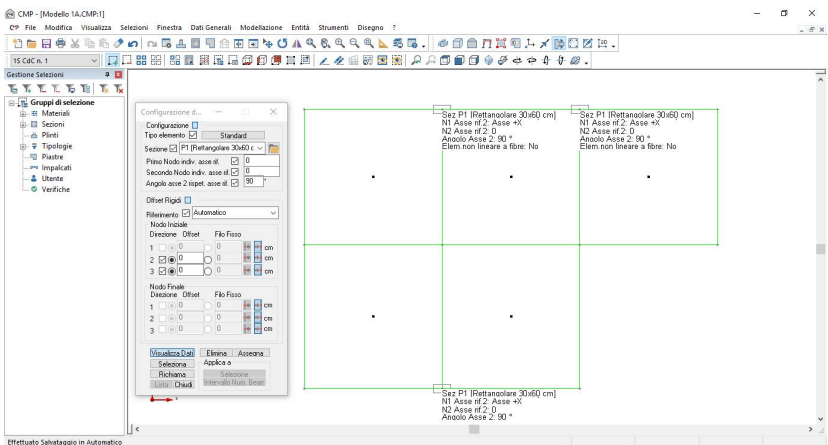 CMP - [Modello 1A.CMP:1]
File Modifica Visualizza Selezioni Finestra Dati Generali Modellazione Entità Strumenti Disegno ?
1S CdC n. 1
Gestione Selezioni
Gruppi di selezione
Materiali
Sezioni
Plinti
Tipologie
Piastre
Impalcati
Utente
Verifiche
Configurazione d...
Configurazione
Tipo elemento Standard
Sezione P1 [Rettangolare 30x60 c
Primo Nodo indiv. asse rif. 0
Secondo Nodo indiv. asse rif. 0
Angolo asse 2 rispet. asse rif. 90 °
Offset Rigidi
Riferimento Automatico
Nodo Iniziale
Direzione Offset Filo Fisso
1 0 0 cm
2 0 0 cm
3 0 0 cm
Nodo Finale
Direzione Offset Filo Fisso
1 0 0 cm
2 0 0 cm
3 0 0 cm
Visualizza Dati Elimina Assegna
Seleziona Applica a
Richiama Selezione
Lista Chiudi Intervallo Num. Beam
x
Sez P1 [Rettangolare 30x60 cm]
N1 Asse rif.2: Asse +X
N2 Asse rif.2: 0
Angolo Asse 2: 90 °
Elem.non lineare a fibre: No
Sez P1 [Rettangolare 30x60 cm]
N1 Asse rif.2: Asse +X
N2 Asse rif.2: 0
Angolo Asse 2: 90 °
Elem.non lineare a fibre: No
Sez P1 [Rettangolare 30x60 cm]
N1 Asse rif.2: Asse +X
N2 Asse rif.2: 0
Angolo Asse 2: 90 °
Effettuato Salvataggio in Automatico